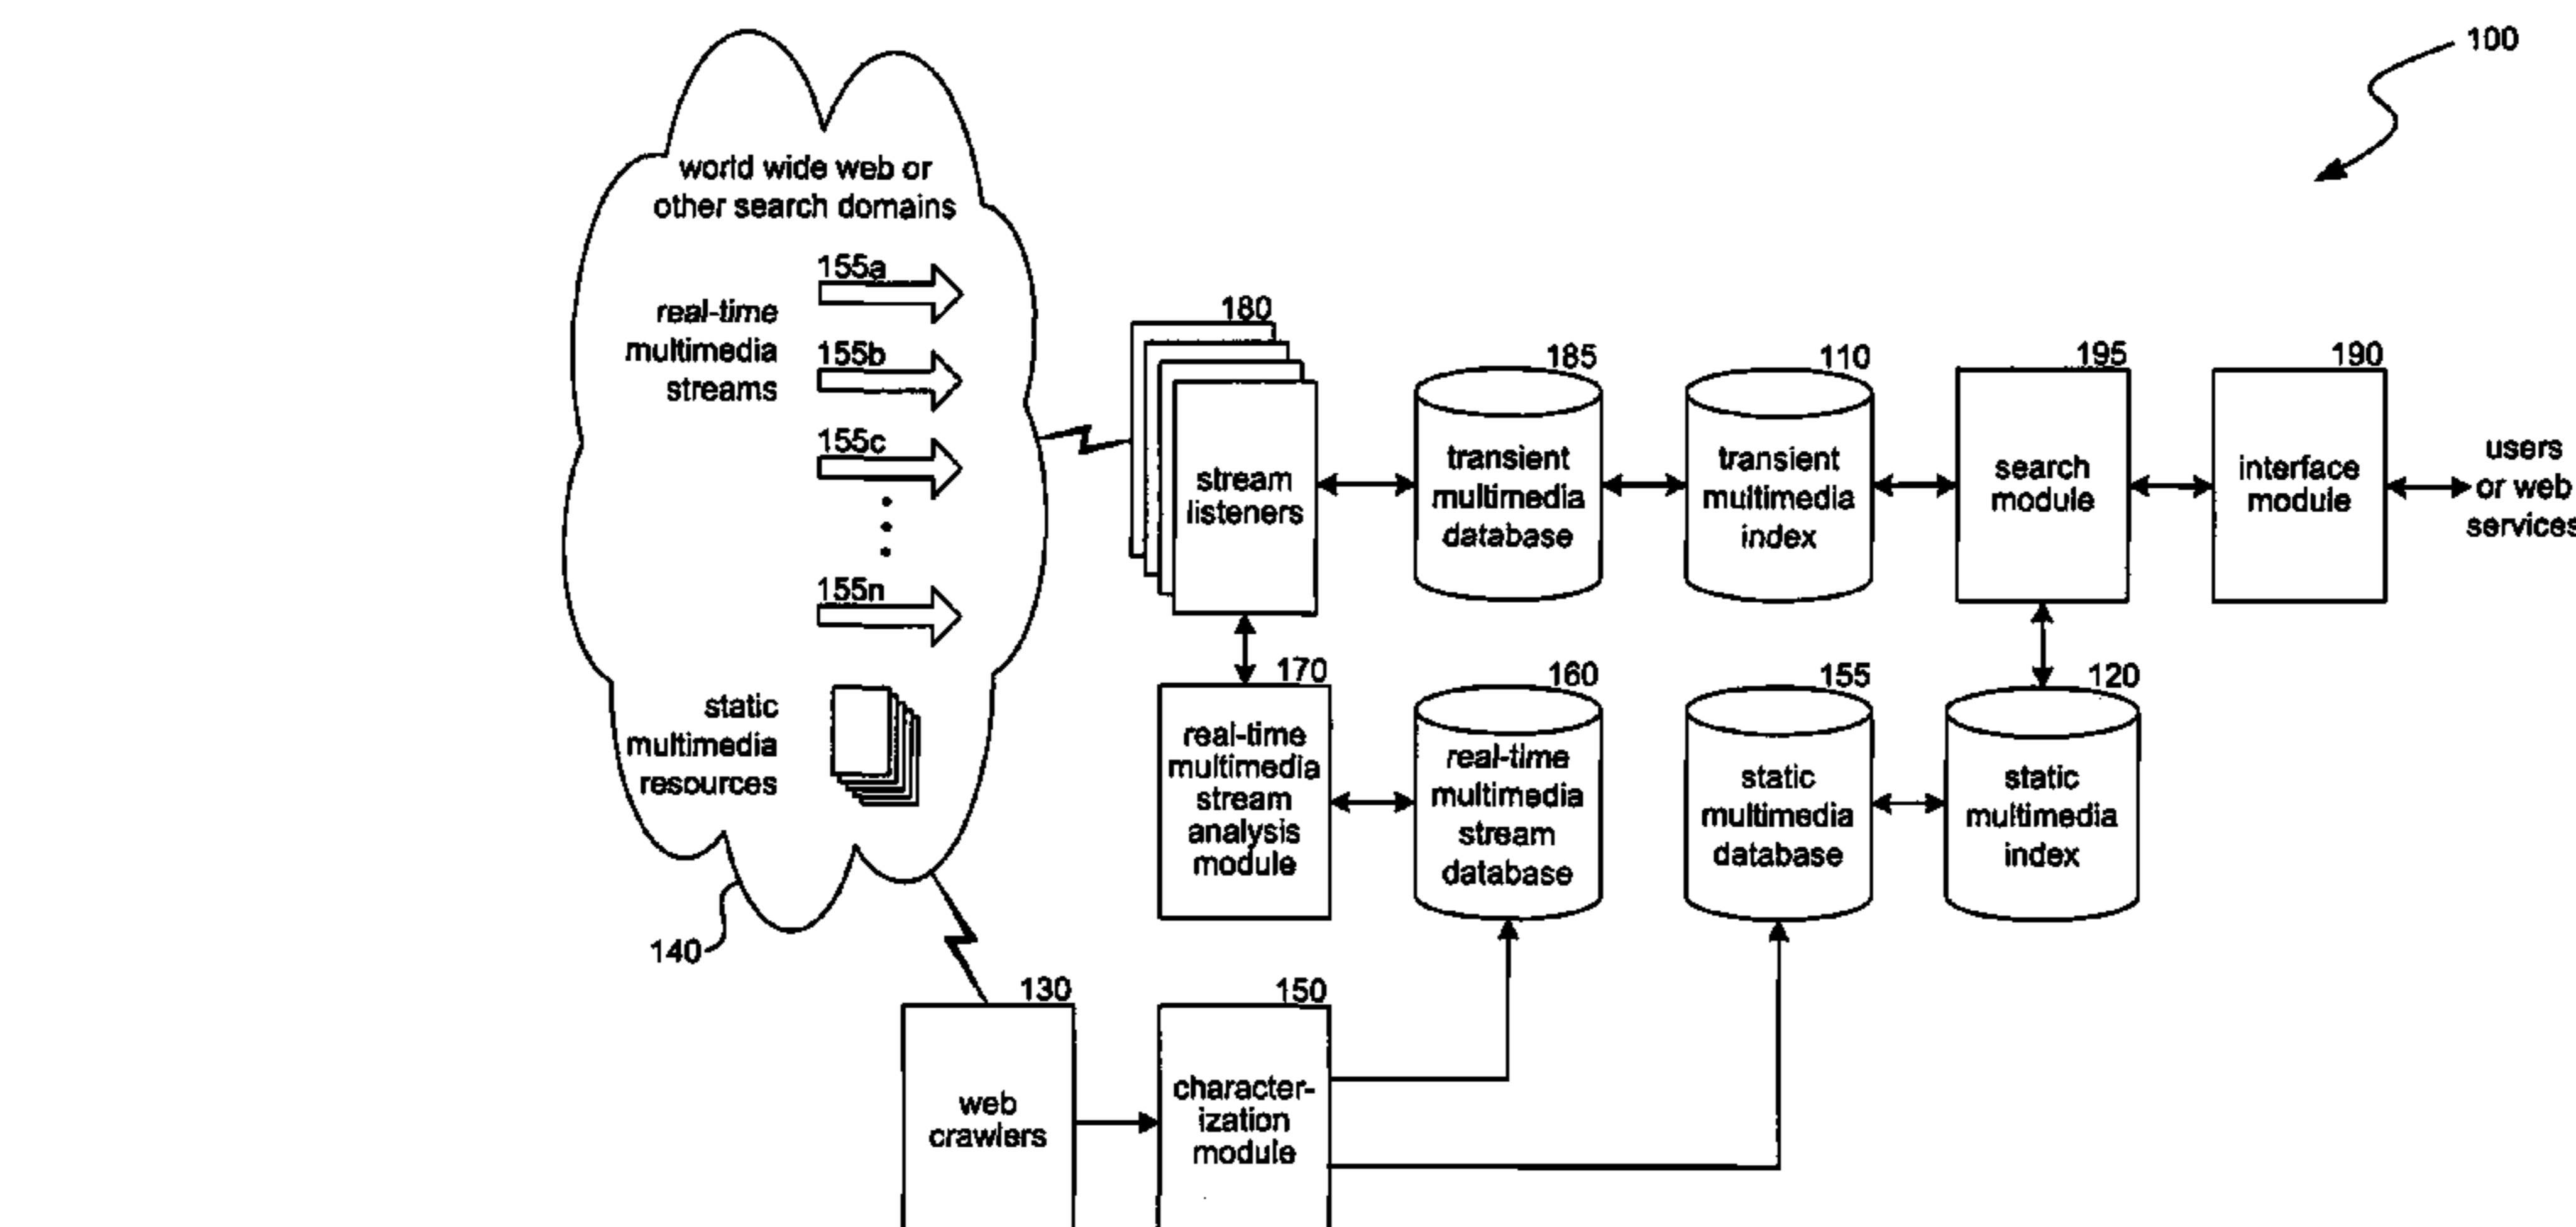 100
world wide web or
other search domains
155a
real-time
multimedia
streams
155b
155c
155n
static
multimedia
resources
140
180
stream
listeners
185
transient
multimedia
database
110
transient
multimedia
index
195
search
module
190
interface
module
users
or web
services
170
real-time
multimedia
stream
analysis
module
160
real-time
multimedia
stream
database
155
static
multimedia
database
120
static
multimedia
index
130
web
crawlers
150
character-
ization
module